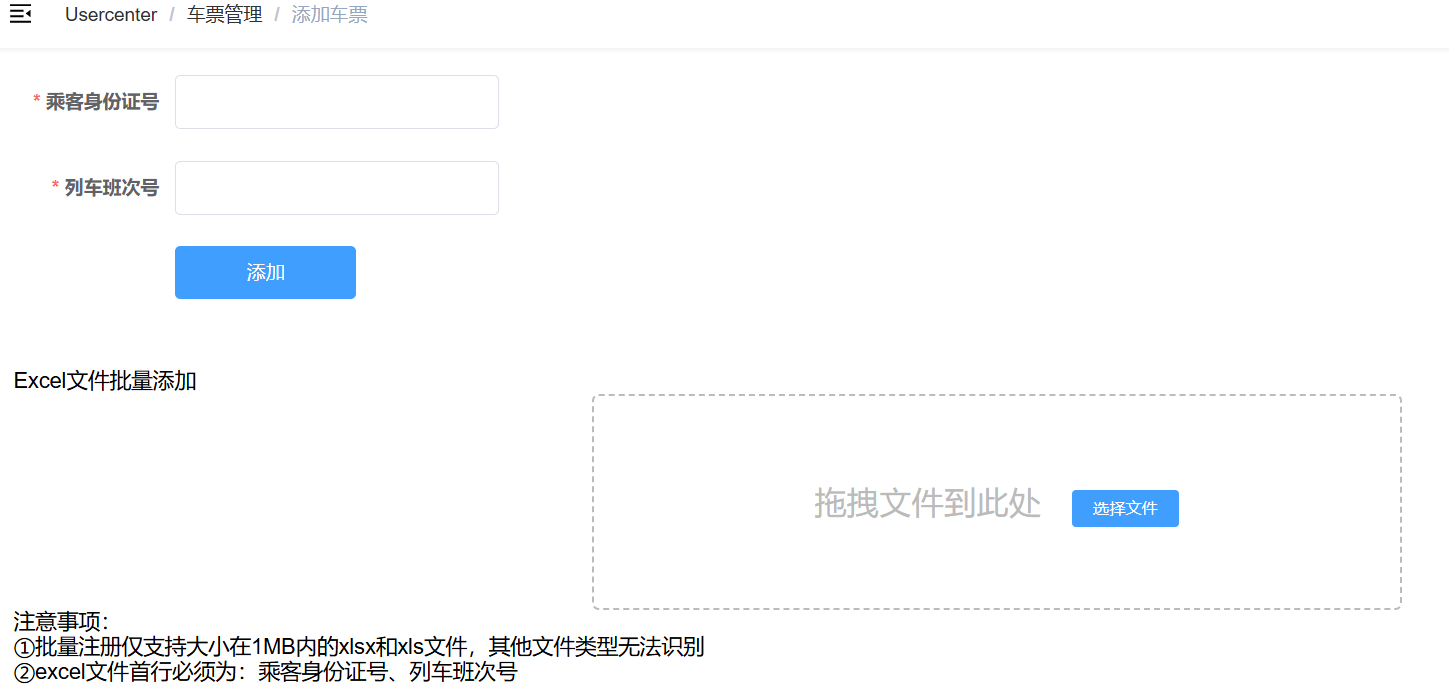 Usercenter / 车票管理 / 添加车票
* 乘客身份证号
* 列车班次号
添加
Excel文件批量添加
拖拽文件到此处 选择文件
注意事项：
①批量注册仅支持大小在1MB内的xlsx和xls文件，其他文件类型无法识别
②excel文件首行必须为：乘客身份证号、列车班次号